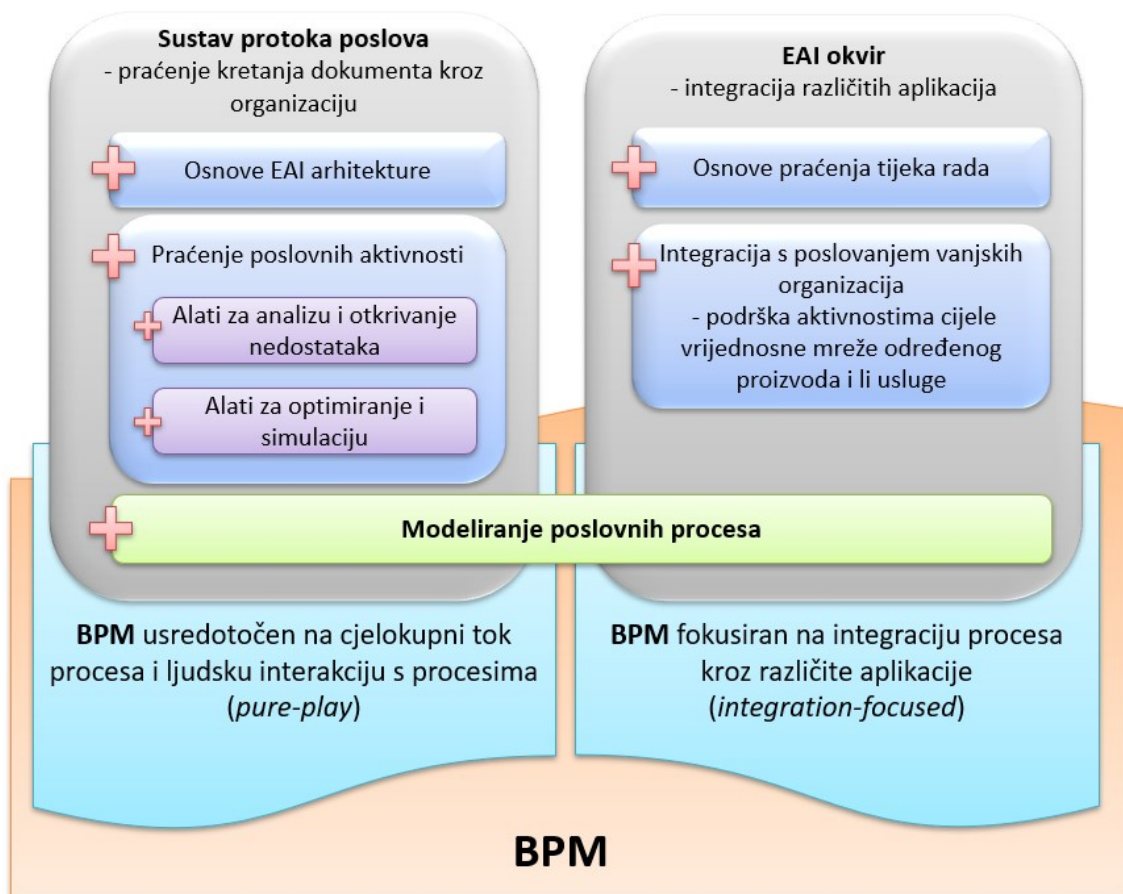 Sustav protoka poslova
- praćenje kretanja dokumenta kroz
organizaciju
Osnove EAI arhitekture
Praćenje poslovnih aktivnosti
Alati za analizu i otkrivanje
nedostataka
Alati za optimiranje i
simulaciju
EAI okvir
- integracija različitih aplikacija
Osnove praćenja tijeka rada
Integracija s poslovanjem vanjskih
organizacija
- podrška aktivnostima cijele
vrijednosne mreže određenog
proizvoda i li usluge
Modeliranje poslovnih procesa
BPM usredotočen na cjelokupni tok
procesa i ljudsku interakciju s procesima
(pure-play)
BPM fokusiran na integraciju procesa
kroz različite aplikacije
(integration-focused)
BPM